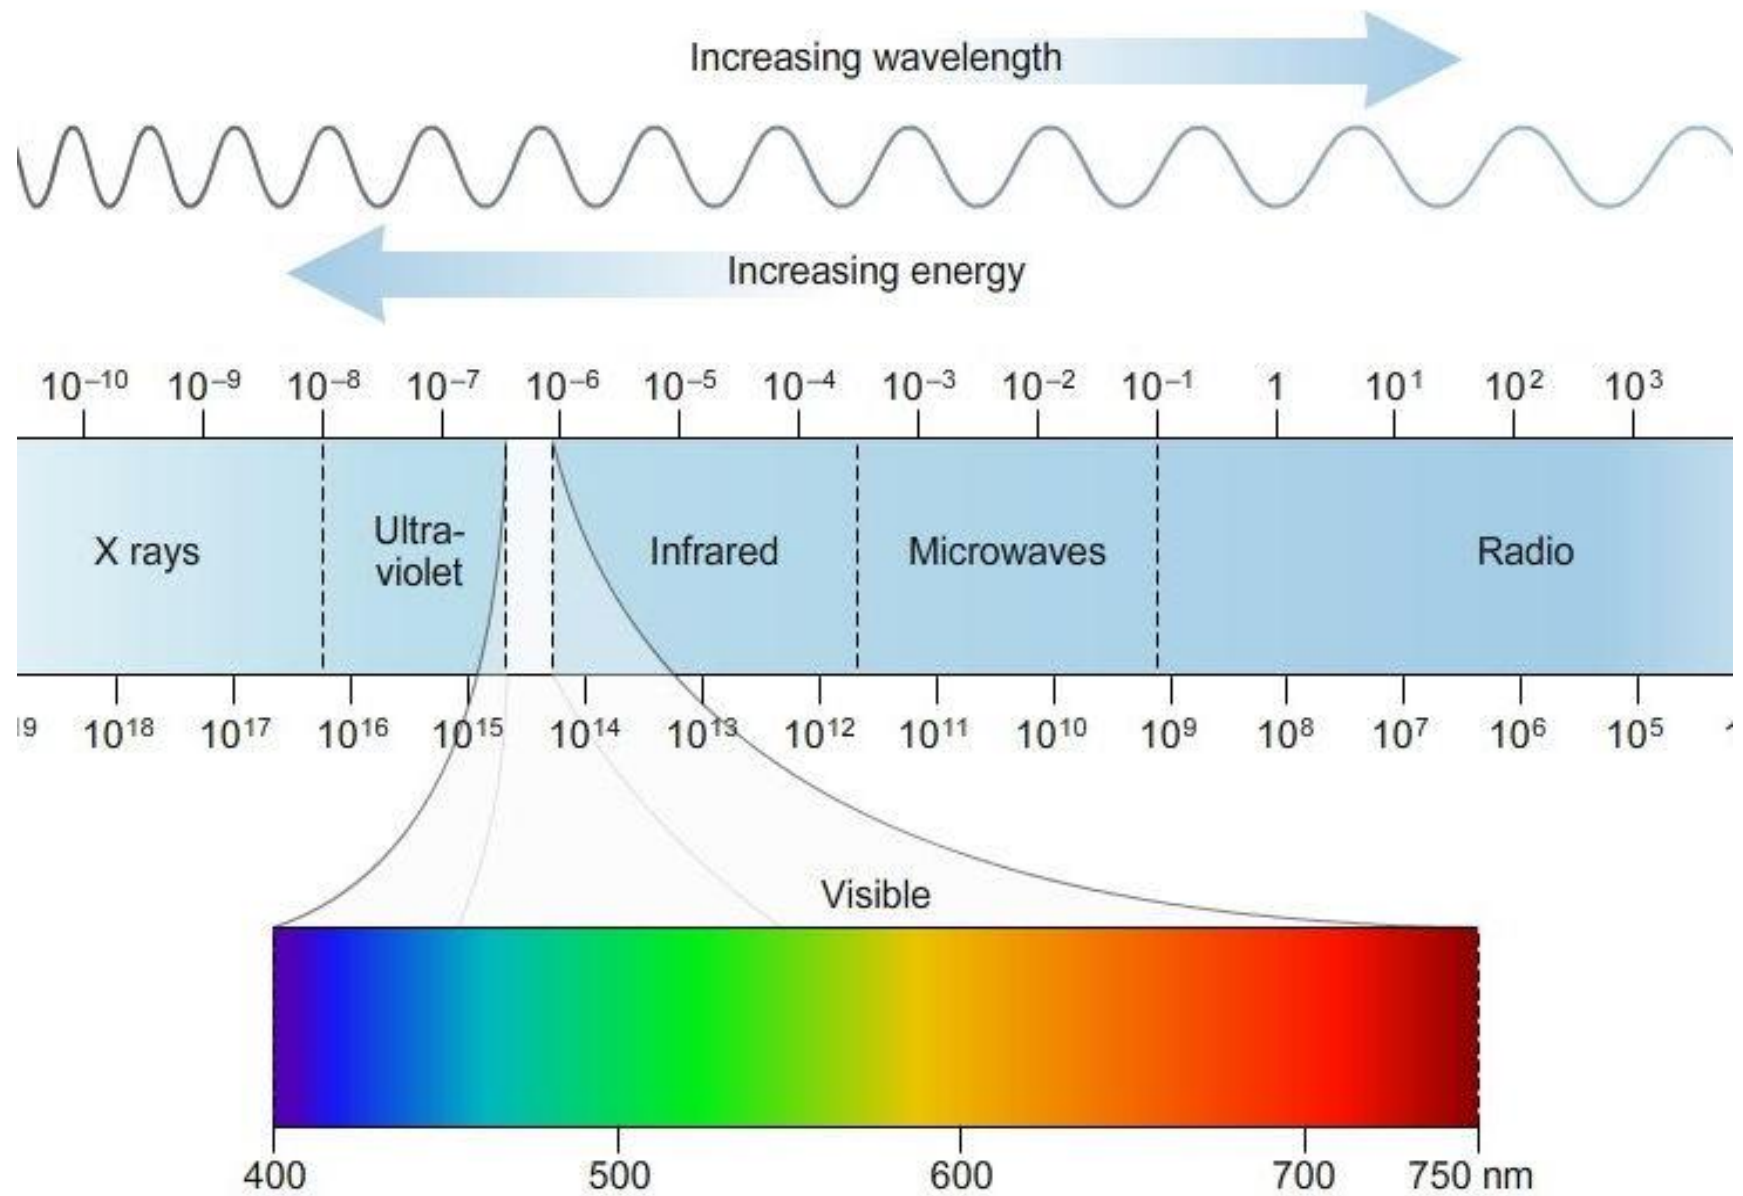 Increasing wavelength
Increasing energy
10⁻¹⁰ 10⁻⁹ 10⁻⁸ 10⁻⁷ 10⁻⁶ 10⁻⁵ 10⁻⁴ 10⁻³ 10⁻² 10⁻¹ 1 10¹ 10² 10³
X rays Ultra-
violet Infrared Microwaves Radio
10¹⁸ 10¹⁷ 10¹⁶ 10¹⁵ 10¹⁴ 10¹³ 10¹² 10¹¹ 10¹⁰ 10⁹ 10⁸ 10⁷ 10⁶ 10⁵
Visible
400 500 600 700 750 nm